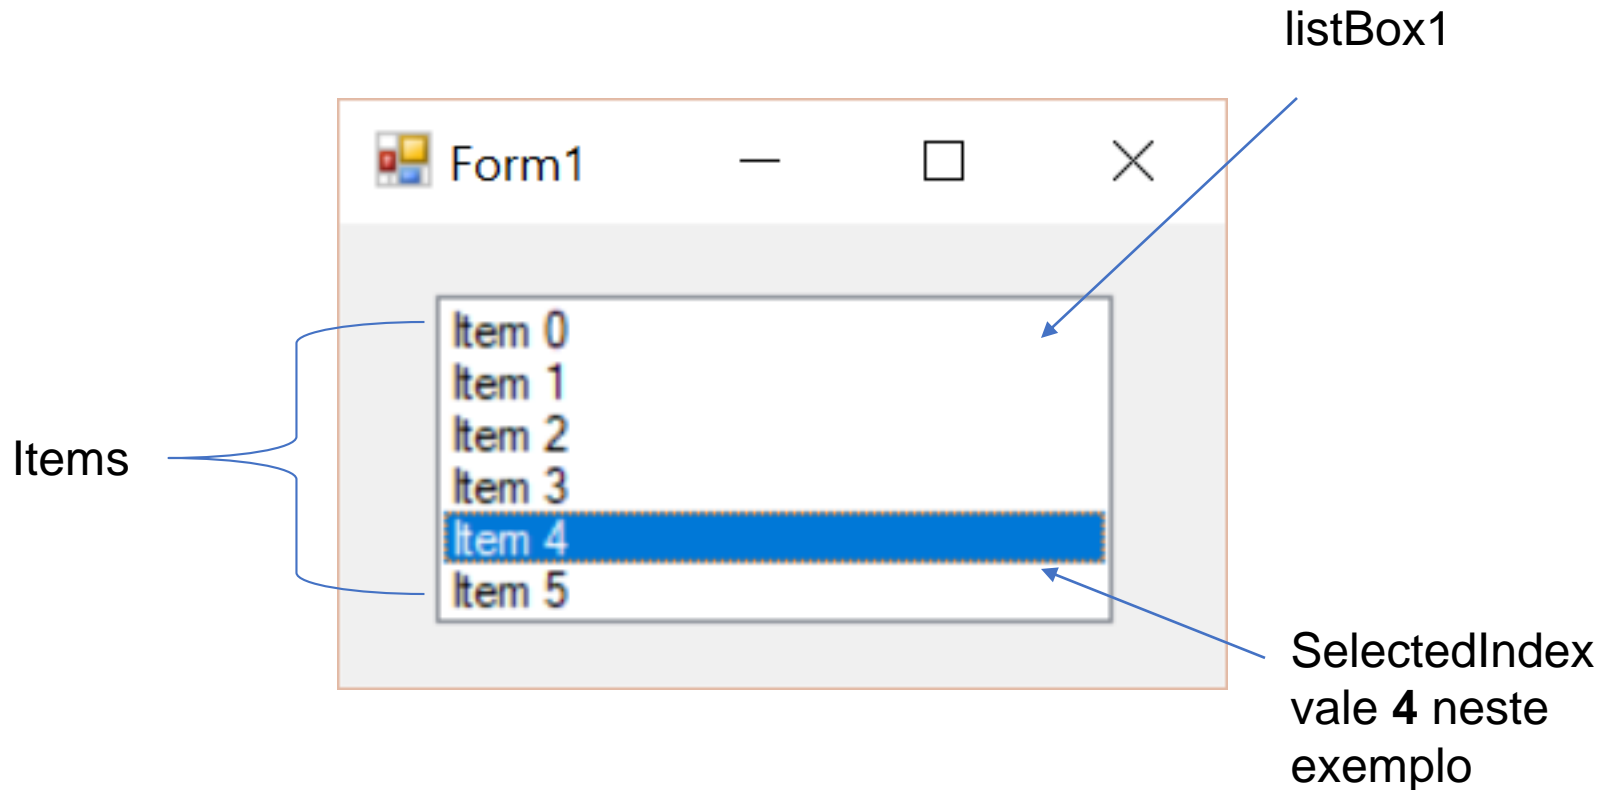 listBox1
Form1
Item 0
Item 1
Item 2
Item 3
Item 4
Item 5
Items
SelectedIndex
vale 4 neste
exemplo